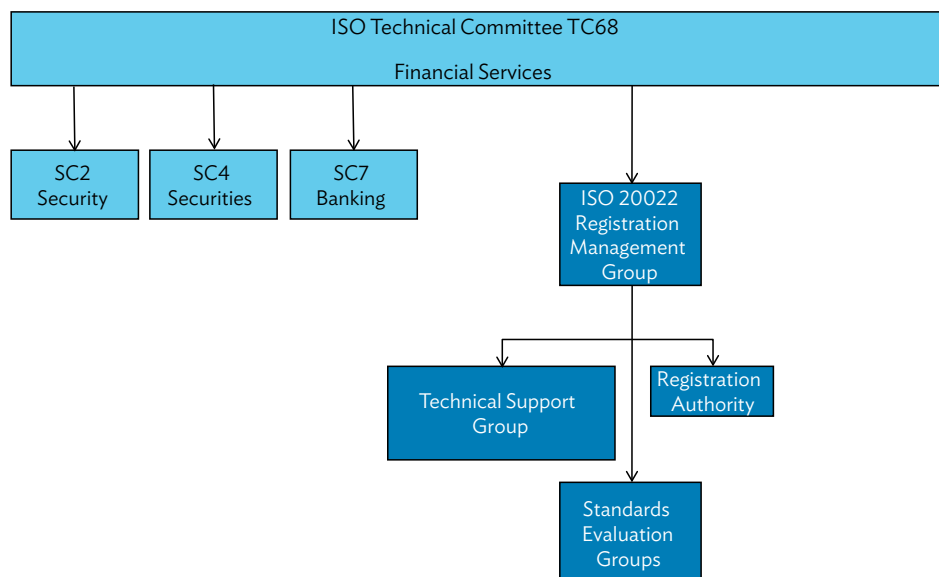 ISO Technical Committee TC68
Financial Services
SC2
Security
SC4
Securities
SC7
Banking
ISO 20022
Registration
Management
Group
Technical Support
Group
Registration
Authority
Standards
Evaluation
Groups